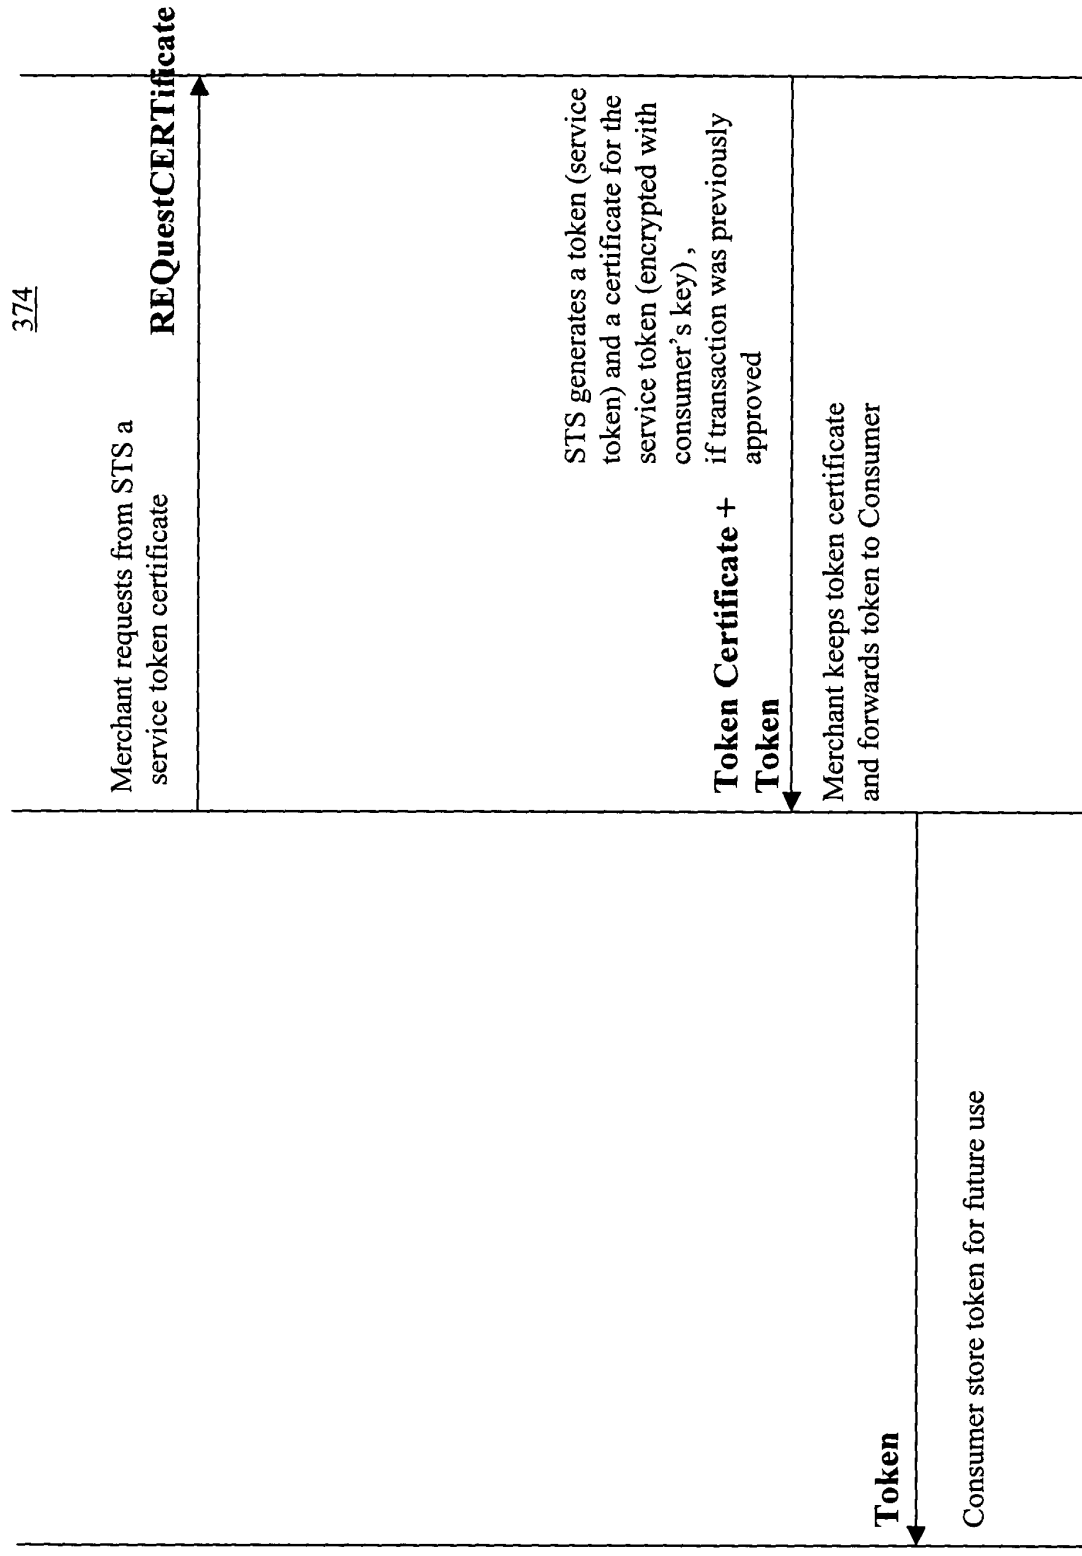 374
Merchant requests from STS a
service token certificate
REQuestCERTificate
STS generates a token (service
token) and a certificate for the
service token (encrypted with
consumer's key) ,
if transaction was previously
approved
Token Certificate +
Token
Merchant keeps token certificate
and forwards token to Consumer
Token
Consumer store token for future use